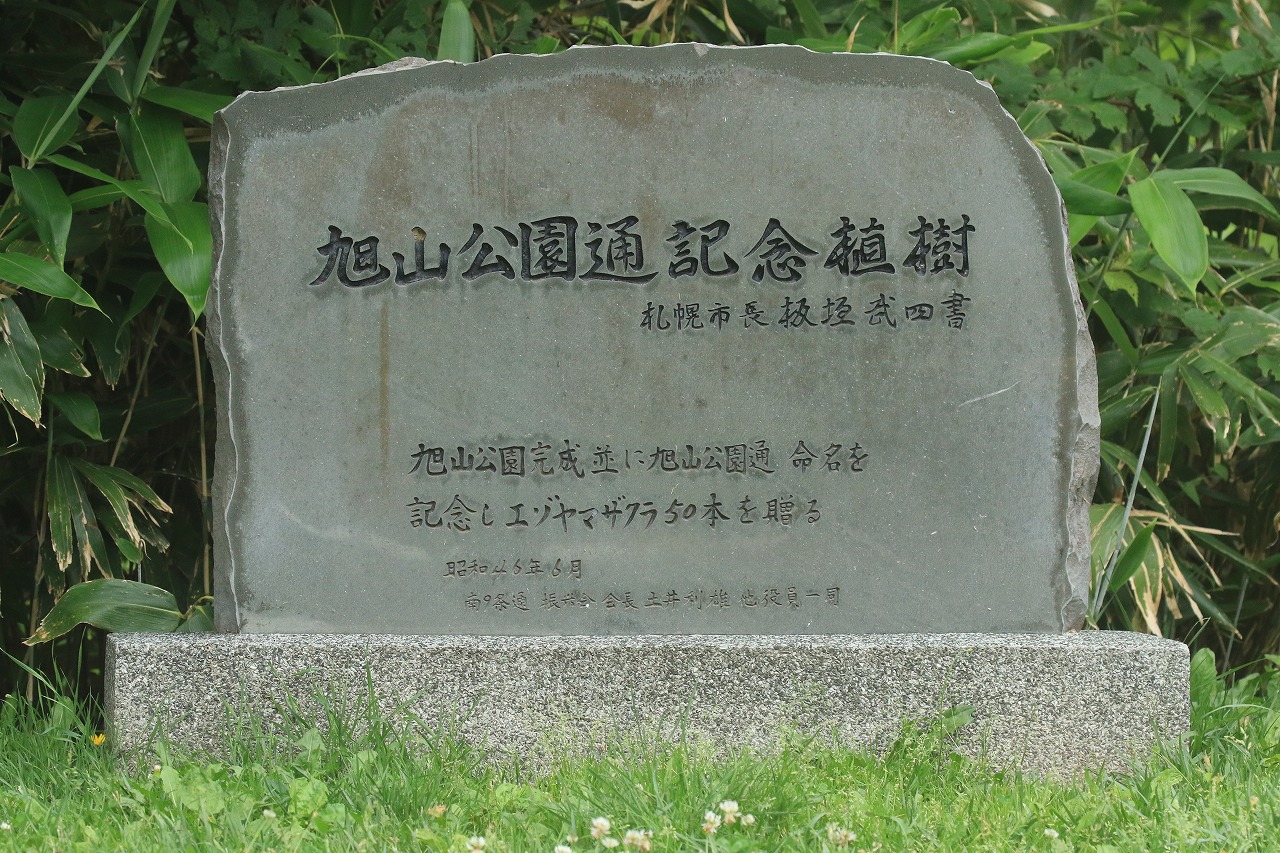 旭山公園通記念植樹
札幌市長 板垣武四書
旭山公園完成並に旭山公園通 命名を
記念しエゾヤマザクラ50本を贈る
昭和46年6月
南9条通 振興会 会長 土井利雄 他役員一同